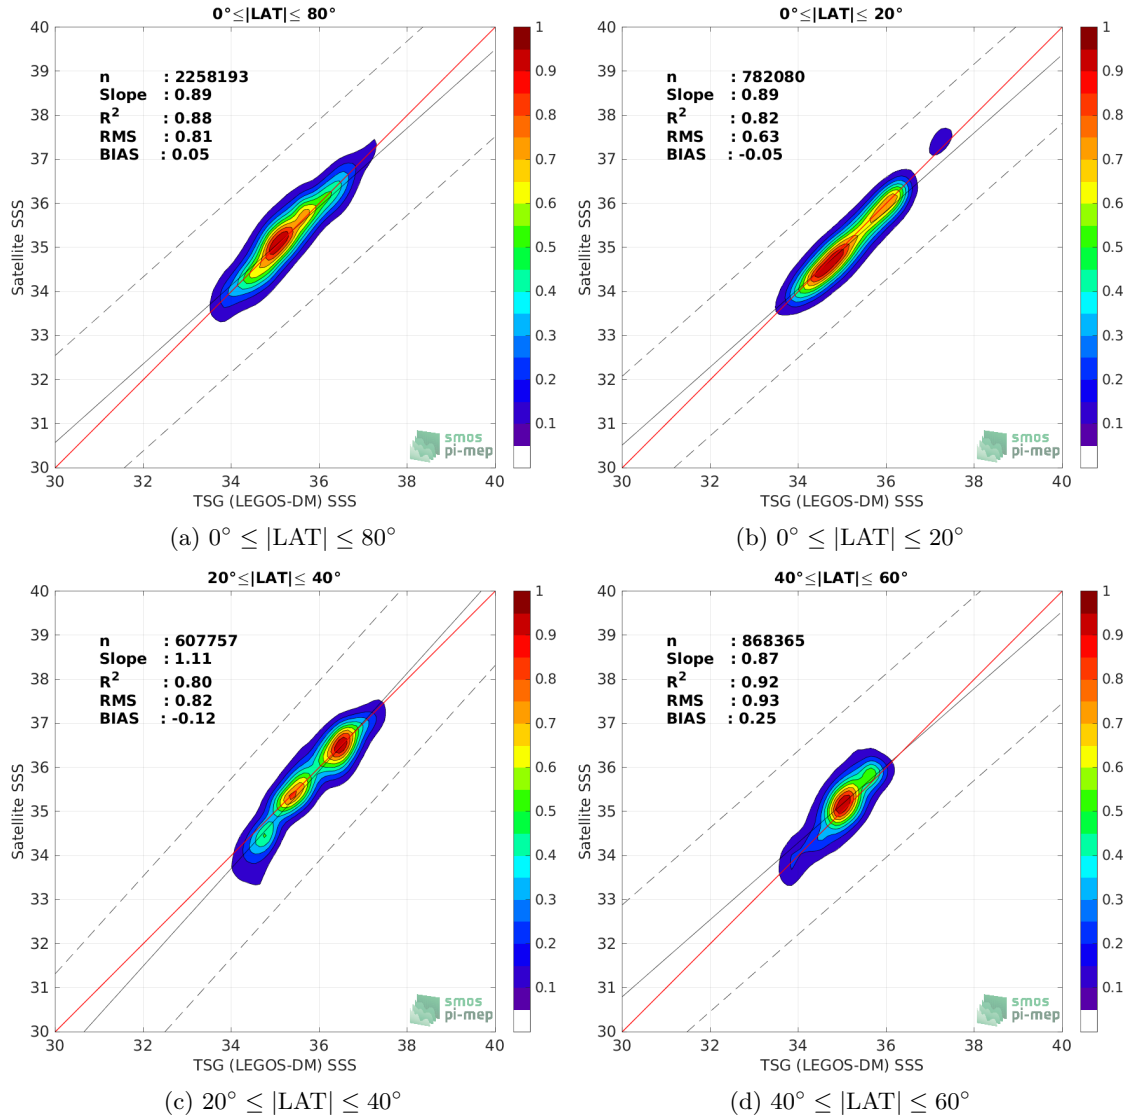 0°≤|LAT|≤ 80°
n : 2258193
Slope : 0.89
R² : 0.88
RMS : 0.81
BIAS : 0.05
40
39
38
37
36
35
34
33
32
31
30
Satellite SSS
30 32 34 36 38 40
TSG (LEGOS-DM) SSS
smos
pi-mep
1
0.9
0.8
0.7
0.6
0.5
0.4
0.3
0.2
0.1
(a) 0° ≤ |LAT| ≤ 80°
0°≤|LAT|≤ 20°
n : 782080
Slope : 0.89
R² : 0.82
RMS : 0.63
BIAS : -0.05
40
39
38
37
36
35
34
33
32
31
30
Satellite SSS
30 32 34 36 38 40
TSG (LEGOS-DM) SSS
smos
pi-mep
1
0.9
0.8
0.7
0.6
0.5
0.4
0.3
0.2
0.1
(b) 0° ≤ |LAT| ≤ 20°
20°≤|LAT|≤ 40°
n : 607757
Slope : 1.11
R² : 0.80
RMS : 0.82
BIAS : -0.12
40
39
38
37
36
35
34
33
32
31
30
Satellite SSS
30 32 34 36 38 40
TSG (LEGOS-DM) SSS
smos
pi-mep
1
0.9
0.8
0.7
0.6
0.5
0.4
0.3
0.2
0.1
(c) 20° ≤ |LAT| ≤ 40°
40°≤|LAT|≤ 60°
n : 868365
Slope : 0.87
R² : 0.92
RMS : 0.93
BIAS : 0.25
40
39
38
37
36
35
34
33
32
31
30
Satellite SSS
30 32 34 36 38 40
TSG (LEGOS-DM) SSS
smos
pi-mep
1
0.9
0.8
0.7
0.6
0.5
0.4
0.3
0.2
0.1
(d) 40° ≤ |LAT| ≤ 60°